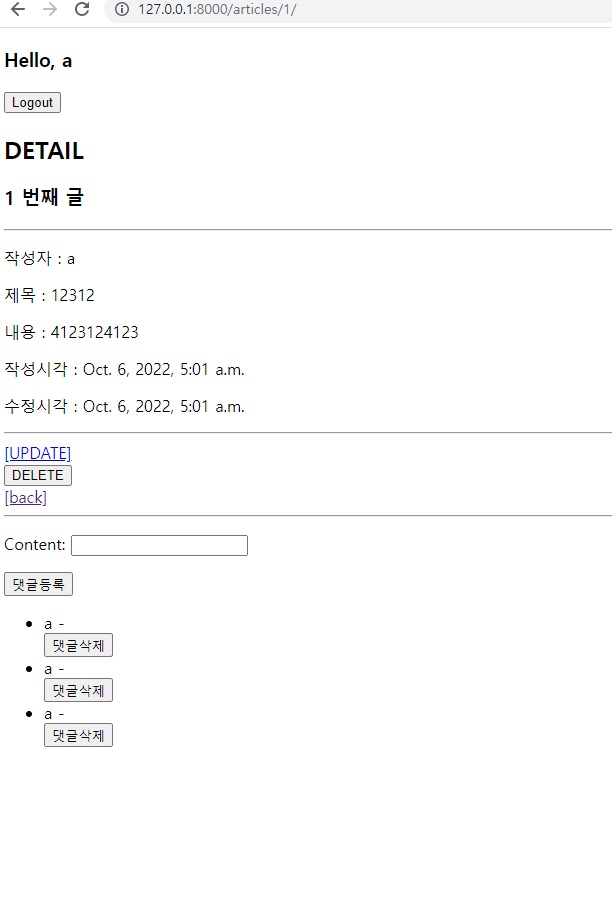 127.0.0.1:8000/articles/1/
Hello, a
Logout
DETAIL
1 번째 글
작성자 : a
제목 : 12312
내용 : 4123124123
작성시각 : Oct. 6, 2022, 5:01 a.m.
수정시각 : Oct. 6, 2022, 5:01 a.m.
[UPDATE]
DELETE
[back]
Content:
댓글등록
a -
댓글삭제
a -
댓글삭제
a -
댓글삭제